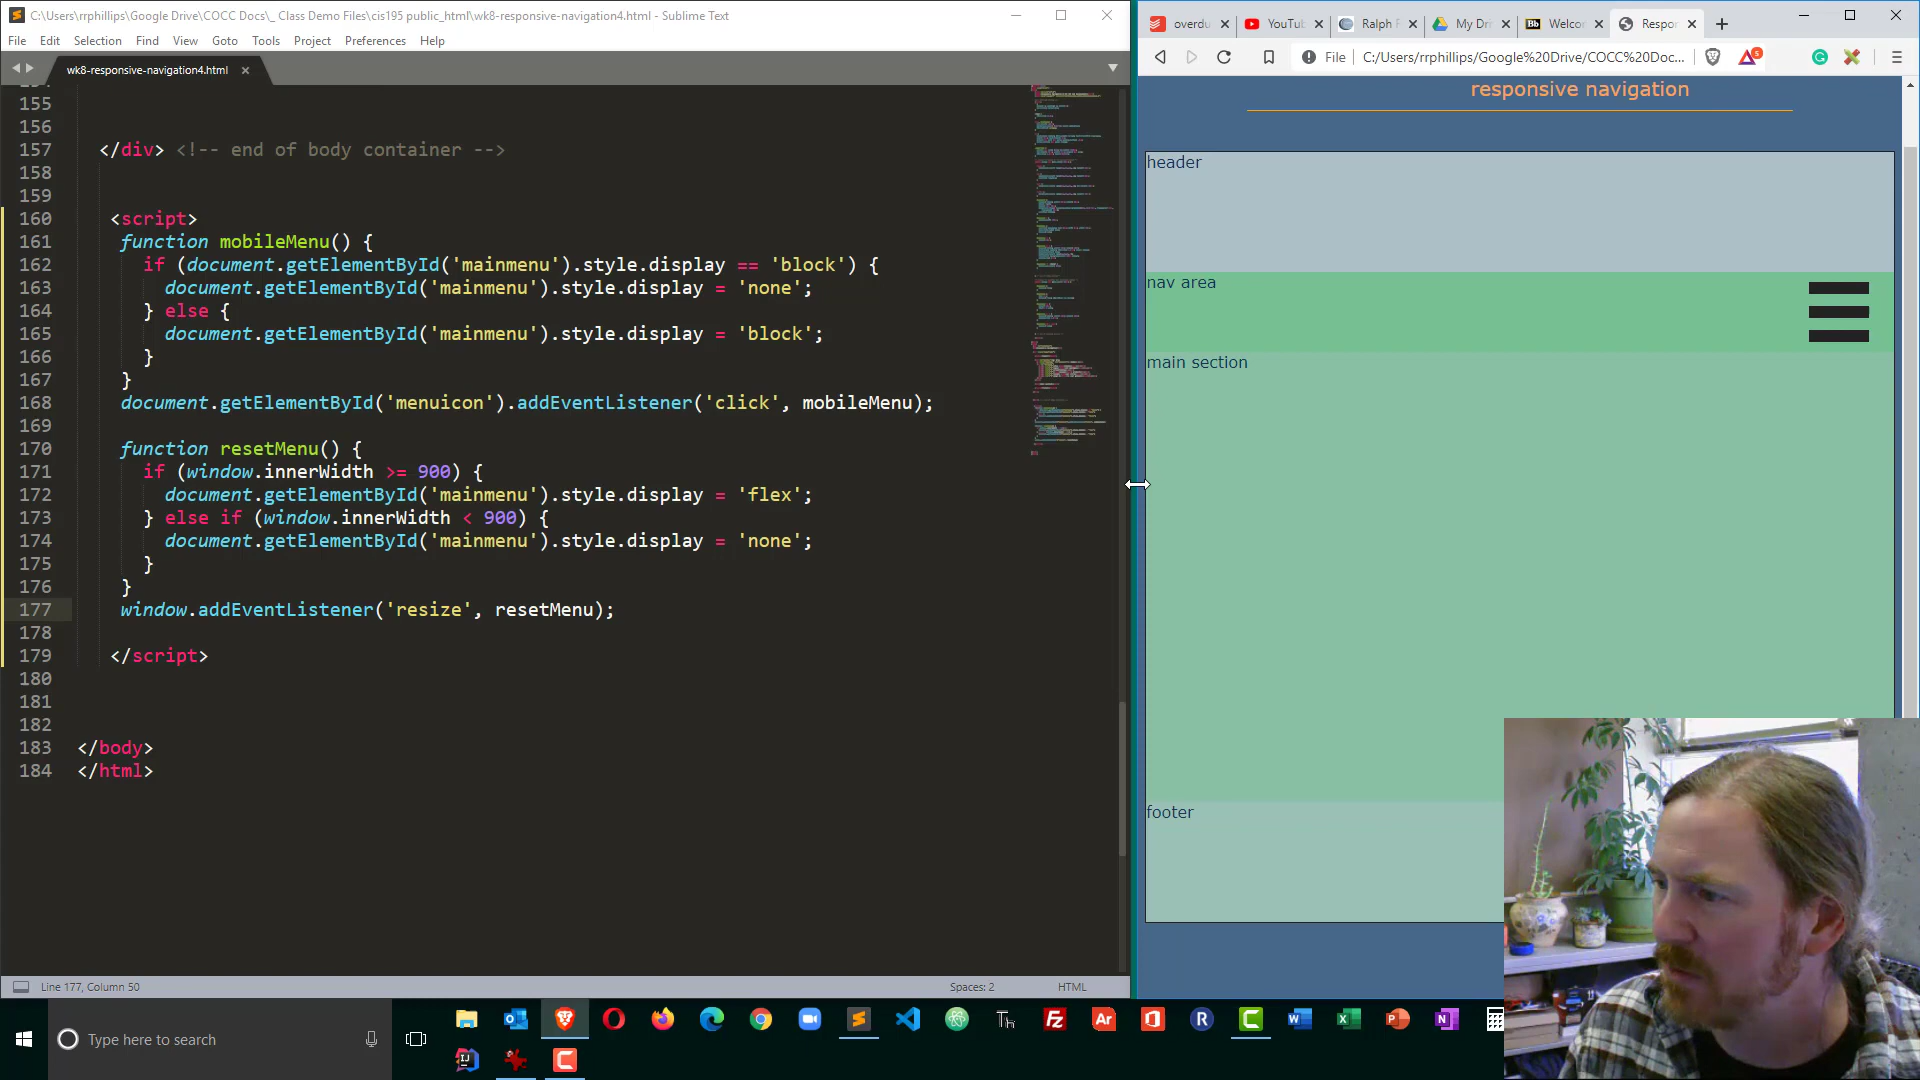 C:\Users\rrphillips\Google Drive\COCC Docs\_ Class Demo Files\cis195 public_html\wk8-responsive-navigation4.html - Sublime Text
File Edit Selection Find View Goto Tools Project Preferences Help
wk8-responsive-navigation4.html
155
156
157 </div> <!-- end of body container -->
158
159
160 <script>
161 function mobileMenu() {
162 if (document.getElementById('mainmenu').style.display == 'block') {
163 document.getElementById('mainmenu').style.display = 'none';
164 } else {
165 document.getElementById('mainmenu').style.display = 'block';
166 }
167 }
168 document.getElementById('menuicon').addEventListener('click', mobileMenu);
169
170 function resetMenu() {
171 if (window.innerWidth >= 900) {
172 document.getElementById('mainmenu').style.display = 'flex';
173 } else if (window.innerWidth < 900) {
174 document.getElementById('mainmenu').style.display = 'none';
175 }
176 }
177 window.addEventListener('resize', resetMenu);
178
179 </script>
180
181
182
183 </body>
184 </html>
Line 177, Column 50 Spaces: 2 HTML
overdu YouTub Ralph My Dri Welco Respo
File C:/Users/rrphillips/Google%20Drive/COCC%20Doc... 5
responsive navigation
header
nav area
main section
footer
Type here to search